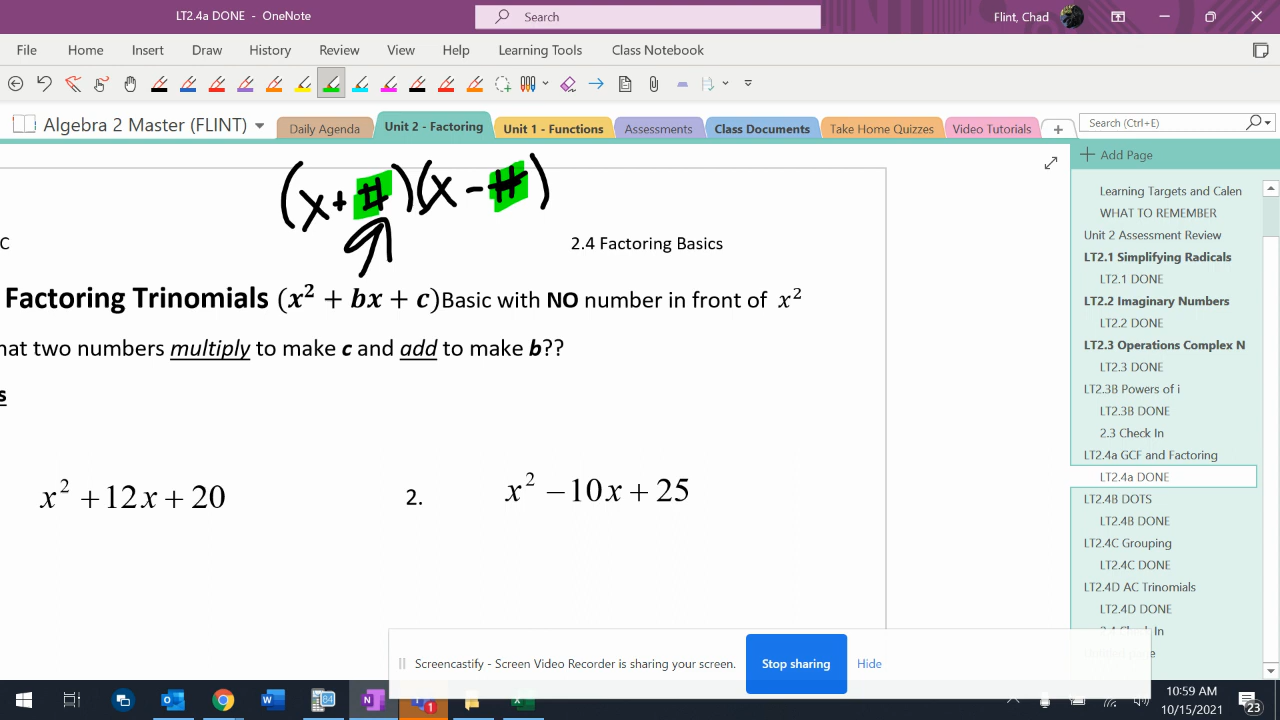 LT2.4a DONE - OneNote
Search
Flint, Chad
File Home Insert Draw History Review View Help Learning Tools Class Notebook
Algebra 2 Master (FLINT)
Daily Agenda
Unit 2 - Factoring
Unit 1 - Functions
Assessments
Class Documents
Take Home Quizzes
Video Tutorials
+
Search (Ctrl+E)
Add Page
Learning Targets and Calen
WHAT TO REMEMBER
Unit 2 Assessment Review
LT2.1 Simplifying Radicals
LT2.1 DONE
LT2.2 Imaginary Numbers
LT2.2 DONE
LT2.3 Operations Complex N
LT2.3 DONE
LT2.3B Powers of i
LT2.3B DONE
2.3 Check In
LT2.4a GCF and Factoring
LT2.4a DONE
LT2.4B DOTS
LT2.4B DONE
LT2.4C Grouping
LT2.4C DONE
LT2.4D AC Trinomials
LT2.4D DONE
2.4 Check In
(x + #)(x - #)
C 2.4 Factoring Basics
Factoring Trinomials (x² + bx + c)Basic with NO number in front of x²
hat two numbers multiply to make c and add to make b??
s
x² + 12x + 20
2. x² − 10x + 25
Screencastify - Screen Video Recorder is sharing your screen.
Stop sharing
Hide
10:59 AM
10/15/2021
23
1